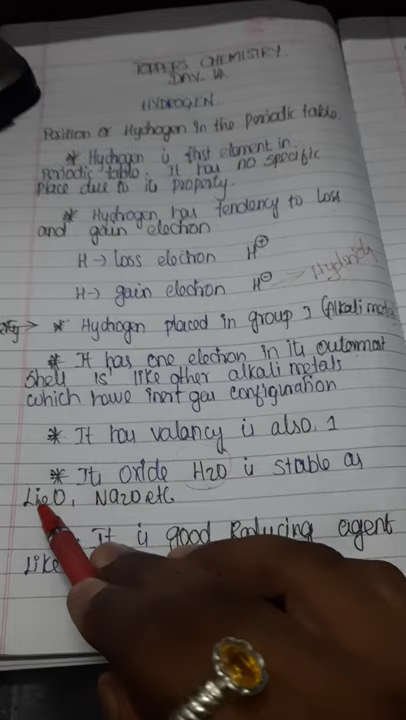 TOPPERS CHEMISTRY
DAY-14
HYDROGEN
Position or Hydrogen in the Periodic table.
* Hydrogen is first element in
Periodic table. It has no specific
place due to its property.
* Hydrogen has tendency to loss
and gain electron
H → loss electron H⊕
H → gain electron H⊖ Hybride
* Hydrogen placed in group 1 (Alkali metal
* It has one electron in its outermost
shell is like other alkali metals
which have inert gas configuration
* It has valancy is also 1
* Its oxide H2O is stable as
Li2O, Na2O etc
It is good Reducing agent
Like